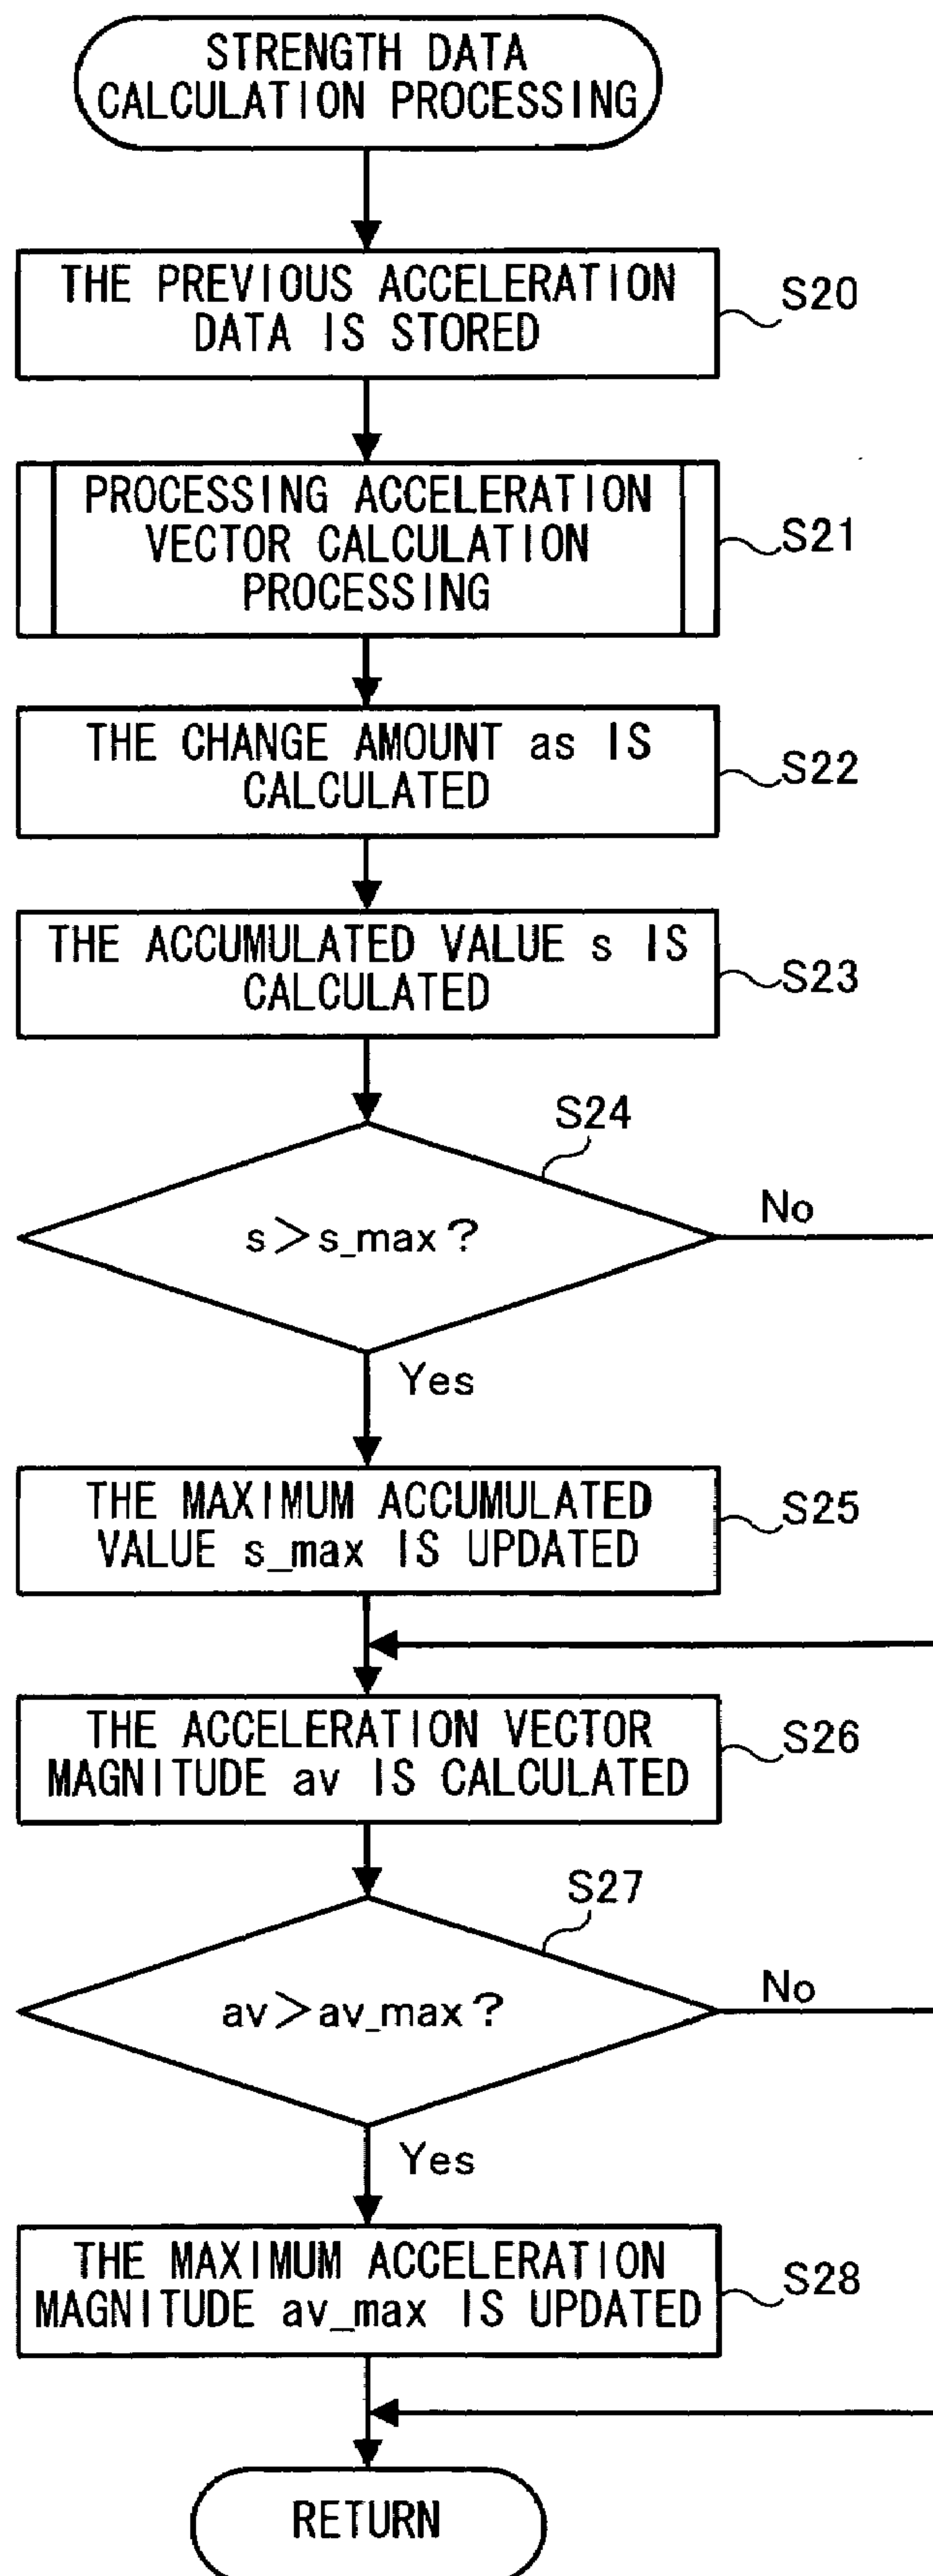 STRENGTH DATA
CALCULATION PROCESSING
THE PREVIOUS ACCELERATION
DATA IS STORED
S20
PROCESSING ACCELERATION
VECTOR CALCULATION
PROCESSING
S21
THE CHANGE AMOUNT as IS
CALCULATED
S22
THE ACCUMULATED VALUE s IS
CALCULATED
S23
S24
s>s_max?
No
Yes
THE MAXIMUM ACCUMULATED
VALUE s_max IS UPDATED
S25
THE ACCELERATION VECTOR
MAGNITUDE av IS CALCULATED
S26
S27
av>av_max?
No
Yes
THE MAXIMUM ACCELERATION
MAGNITUDE av_max IS UPDATED
S28
RETURN